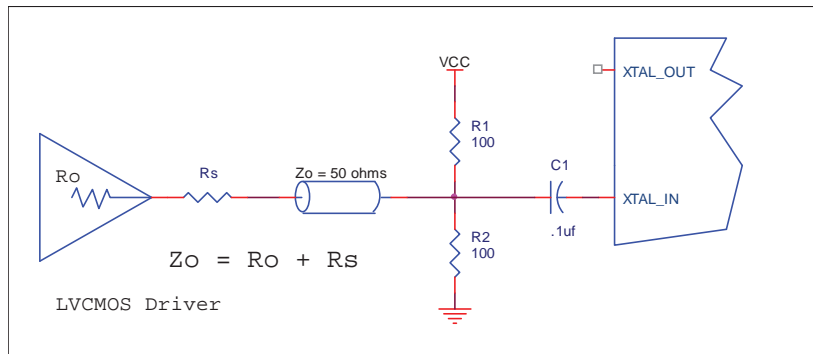 VCC
XTAL_OUT
R1
100
Ro
Rs
Zo = 50 ohms
C1
XTAL_IN
.1uf
R2
100
Zo = Ro + Rs
LVCMOS Driver